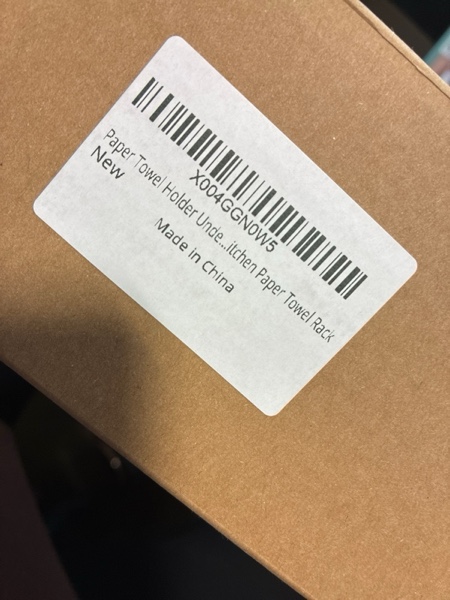 X004GGN0W5
Paper Towel Holder Unde...itchen Paper Towel Rack
New
Made in China